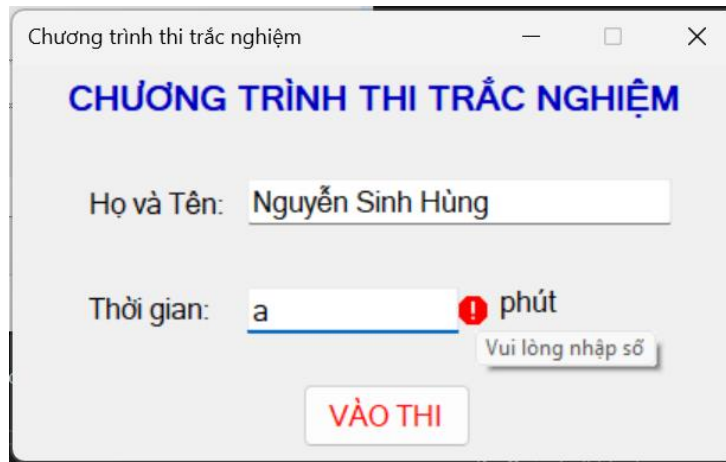 Chương trình thi trắc nghiệm
CHƯƠNG TRÌNH THI TRẮC NGHIỆM
Họ và Tên: Nguyễn Sinh Hùng
Thời gian: a phút
Vui lòng nhập số
VÀO THI